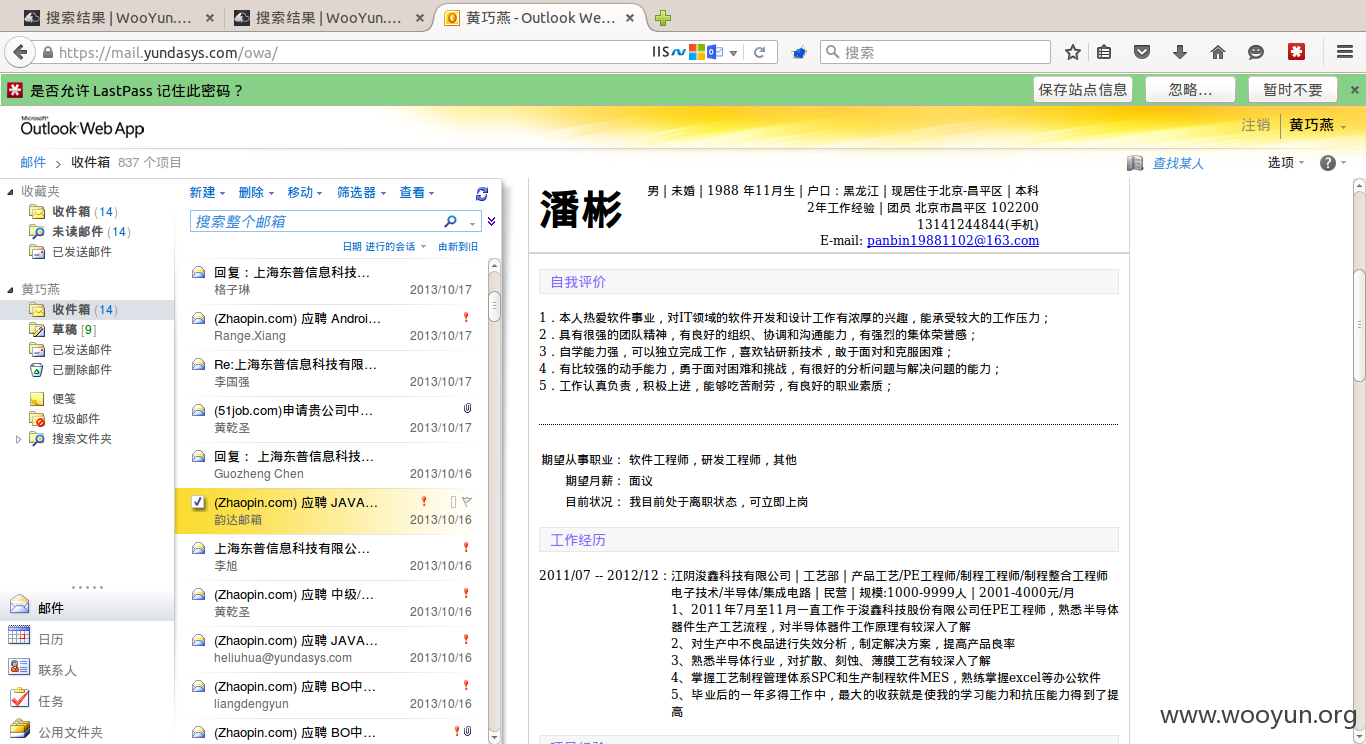 搜索结果 | WooYun....
搜索结果 | WooYun....
黄巧燕 - Outlook We...
https://mail.yundasys.com/owa/
IIS
搜索
是否允许 LastPass 记住此密码？
保存站点信息
忽略...
暂时不要
Microsoft
Outlook Web App
注销
黄巧燕
邮件 > 收件箱 837 个项目
查找某人
选项
收藏夹
收件箱 (14)
未读邮件 (14)
已发送邮件
黄巧燕
收件箱 (14)
草稿 [9]
已发送邮件
已删除邮件
便笺
垃圾邮件
搜索文件夹
邮件
日历
联系人
任务
公用文件夹
新建 删除 移动 筛选器 查看
搜索整个邮箱
日期 进行的会话 由新到旧
回复：上海东普信息科技...
格子琳 2013/10/17
(Zhaopin.com) 应聘 Androi...
Range.Xiang 2013/10/17
Re:上海东普信息科技有限...
李国强 2013/10/17
(51job.com)申请贵公司中...
黄乾圣 2013/10/17
回复： 上海东普信息科技...
Guozheng Chen 2013/10/16
(Zhaopin.com) 应聘 JAVA...
韵达邮箱 2013/10/16
上海东普信息科技有限公...
李旭 2013/10/16
(Zhaopin.com) 应聘 中级/...
黄乾圣 2013/10/16
(Zhaopin.com) 应聘 JAVA...
heliuhua@yundasys.com 2013/10/16
(Zhaopin.com) 应聘 BO中...
liangdengyun 2013/10/16
(Zhaopin.com) 应聘 BO中...
潘彬
男 | 未婚 | 1988 年11月生 | 户口：黑龙江 | 现居住于北京-昌平区 | 本科
2年工作经验 | 团员 北京市昌平区 102200
13141244844(手机)
E-mail: panbin19881102@163.com
自我评价
1．本人热爱软件事业，对IT领域的软件开发和设计工作有浓厚的兴趣，能承受较大的工作压力；
2．具有很强的团队精神，有良好的组织、协调和沟通能力，有强烈的集体荣誉感；
3．自学能力强，可以独立完成工作，喜欢钻研新技术，敢于面对和克服困难；
4．有比较强的动手能力，勇于面对困难和挑战，有很好的分析问题与解决问题的能力；
5．工作认真负责，积极上进，能够吃苦耐劳，有良好的职业素质；
期望从事职业： 软件工程师，研发工程师，其他
期望月薪： 面议
目前状况： 我目前处于离职状态，可立即上岗
工作经历
2011/07 -- 2012/12：江阴浚鑫科技有限公司 | 工艺部 | 产品工艺/PE工程师/制程工程师/制程整合工程师
电子技术/半导体/集成电路 | 民营 | 规模:1000-9999人 | 2001-4000元/月
1、2011年7月至11月一直工作于浚鑫科技股份有限公司任PE工程师，熟悉半导体
器件生产工艺流程，对半导体器件工作原理有较深入了解
2、对生产中不良品进行失效分析，制定解决方案，提高产品良率
3、熟悉半导体行业，对扩散、刻蚀、薄膜工艺有较深入了解
4、掌握工艺制程管理体系SPC和生产制程软件MES，熟练掌握excel等办公软件
5、毕业后的一年多得工作中，最大的收获就是使我的学习能力和抗压能力得到了提
高
www.wooyun.org